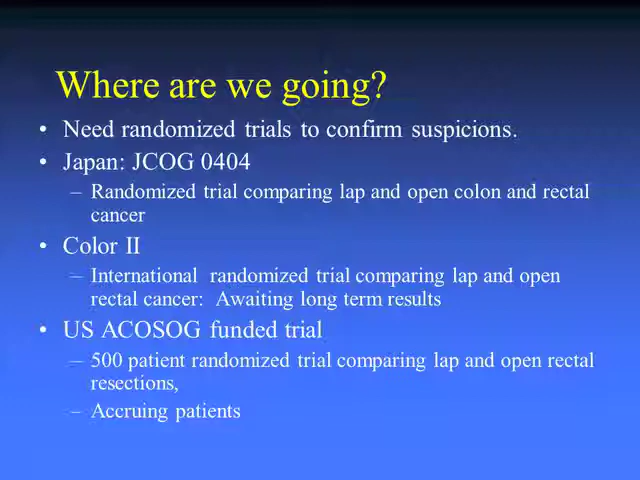 Where are we going?
• Need randomized trials to confirm suspicions.
• Japan: JCOG 0404
– Randomized trial comparing lap and open colon and rectal
cancer
• Color II
– International randomized trial comparing lap and open
rectal cancer: Awaiting long term results
• US ACOSOG funded trial
– 500 patient randomized trial comparing lap and open rectal
resections,
– Accruing patients